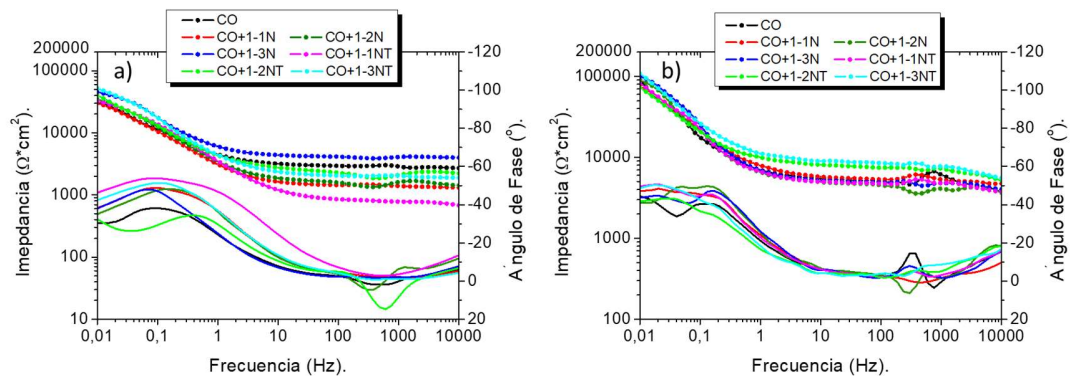 CO
CO+1-1N CO+1-2N
CO+1-3N CO+1-1NT
CO+1-2NT CO+1-3NT
a)
200000
100000
10000
1000
100
10
Imepdancia (Ω*cm²).
-120
-100
-80
-60
-40
-20
0
20
A´ngulo de Fase (°).
0,01 0,1 1 10 100 1000 10000
Frecuencia (Hz).
CO
CO+1-1N CO+1-2N
CO+1-3N CO+1-1NT
CO+1-2NT CO+1-3NT
b)
200000
100000
10000
1000
100
Impedancia (Ω*cm²).
-120
-100
-80
-60
-40
-20
0
20
A´ngulo de Fase (°).
0,01 0,1 1 10 100 1000 10000
Frecuencia (Hz).